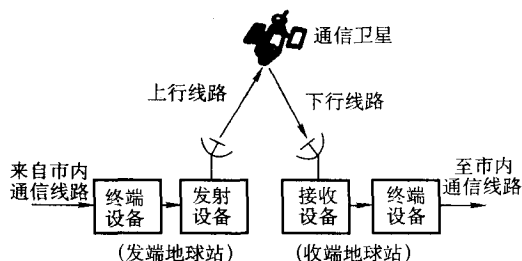 通信卫星
上行线路
下行线路
来自市内
通信线路
终端
设备
发射
设备
接收
设备
终端
设备
至市内
通信线路
(发端地球站)
(收端地球站)